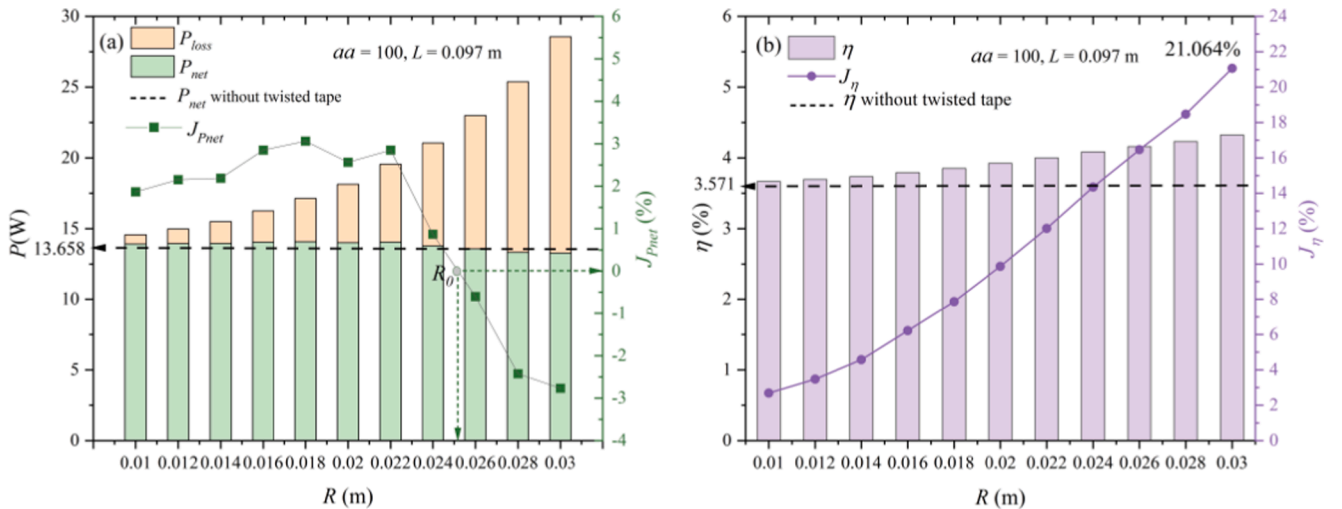 (a)
P_loss
P_net
P_net without twisted tape
J_Pnet
aa = 100, L = 0.097 m
30
25
20
15
13.658
10
5
0
P(W)
6
5
4
3
2
1
0
-1
-2
-3
-4
J_Pnet (%)
R_0
0.01 0.012 0.014 0.016 0.018 0.02 0.022 0.024 0.026 0.028 0.03
R (m)
(b)
η
J_η
η without twisted tape
aa = 100, L = 0.097 m
21.064%
6
5
4
3.571
3
2
1
0
η (%)
24
22
20
18
16
14
12
10
8
6
4
2
0
J_η (%)
0.01 0.012 0.014 0.016 0.018 0.02 0.022 0.024 0.026 0.028 0.03
R (m)